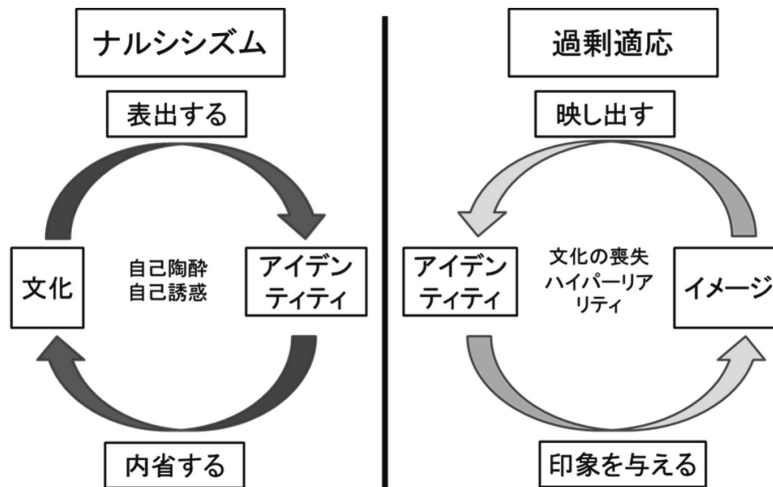 ナルシシズム
表出する
文化
自己陶酔
自己誘惑
アイデン
ティティ
内省する
過剰適応
映し出す
アイデン
ティティ
文化の喪失
ハイパーリア
リティ
イメージ
印象を与える